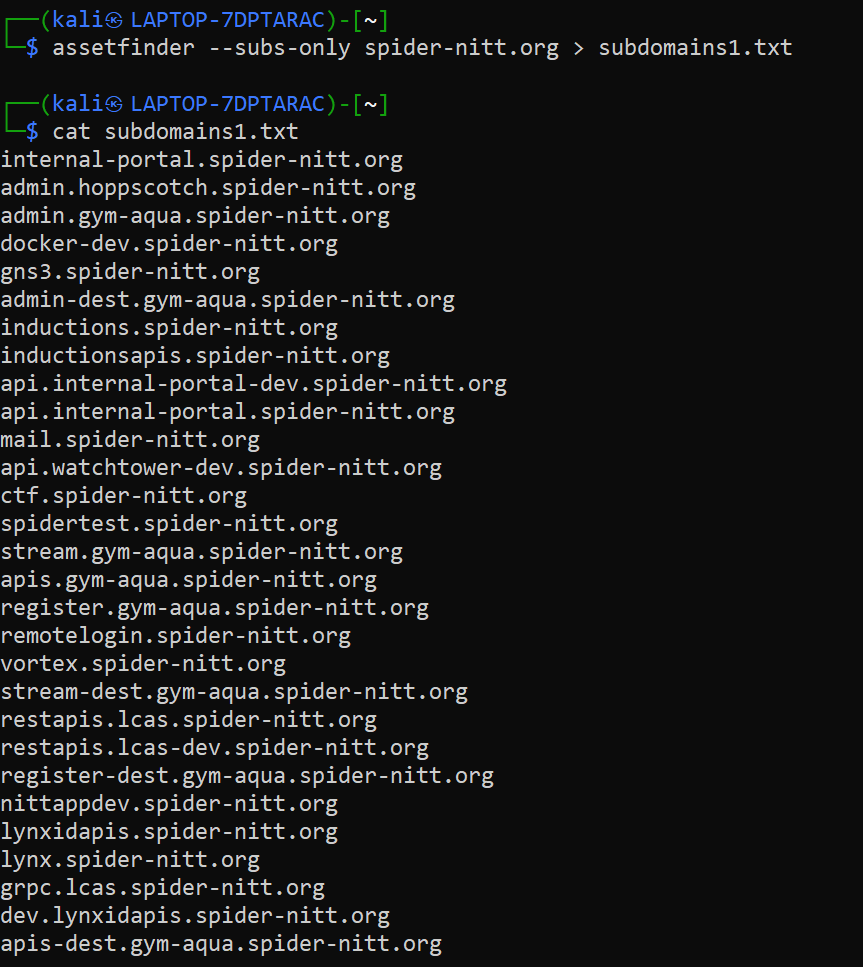 ┌──(kali㉿LAPTOP-7DPTARAC)-[~]
└─$ assetfinder --subs-only spider-nitt.org > subdomains1.txt
┌──(kali㉿LAPTOP-7DPTARAC)-[~]
└─$ cat subdomains1.txt
internal-portal.spider-nitt.org
admin.hoppscotch.spider-nitt.org
admin.gym-aqua.spider-nitt.org
docker-dev.spider-nitt.org
gns3.spider-nitt.org
admin-dest.gym-aqua.spider-nitt.org
inductions.spider-nitt.org
inductionsapis.spider-nitt.org
api.internal-portal-dev.spider-nitt.org
api.internal-portal.spider-nitt.org
mail.spider-nitt.org
api.watchtower-dev.spider-nitt.org
ctf.spider-nitt.org
spidertest.spider-nitt.org
stream.gym-aqua.spider-nitt.org
apis.gym-aqua.spider-nitt.org
register.gym-aqua.spider-nitt.org
remotelogin.spider-nitt.org
vortex.spider-nitt.org
stream-dest.gym-aqua.spider-nitt.org
restapis.lcas.spider-nitt.org
restapis.lcas-dev.spider-nitt.org
register-dest.gym-aqua.spider-nitt.org
nittappdev.spider-nitt.org
lynxidapis.spider-nitt.org
lynx.spider-nitt.org
grpc.lcas.spider-nitt.org
dev.lynxidapis.spider-nitt.org
apis-dest.gym-aqua.spider-nitt.org